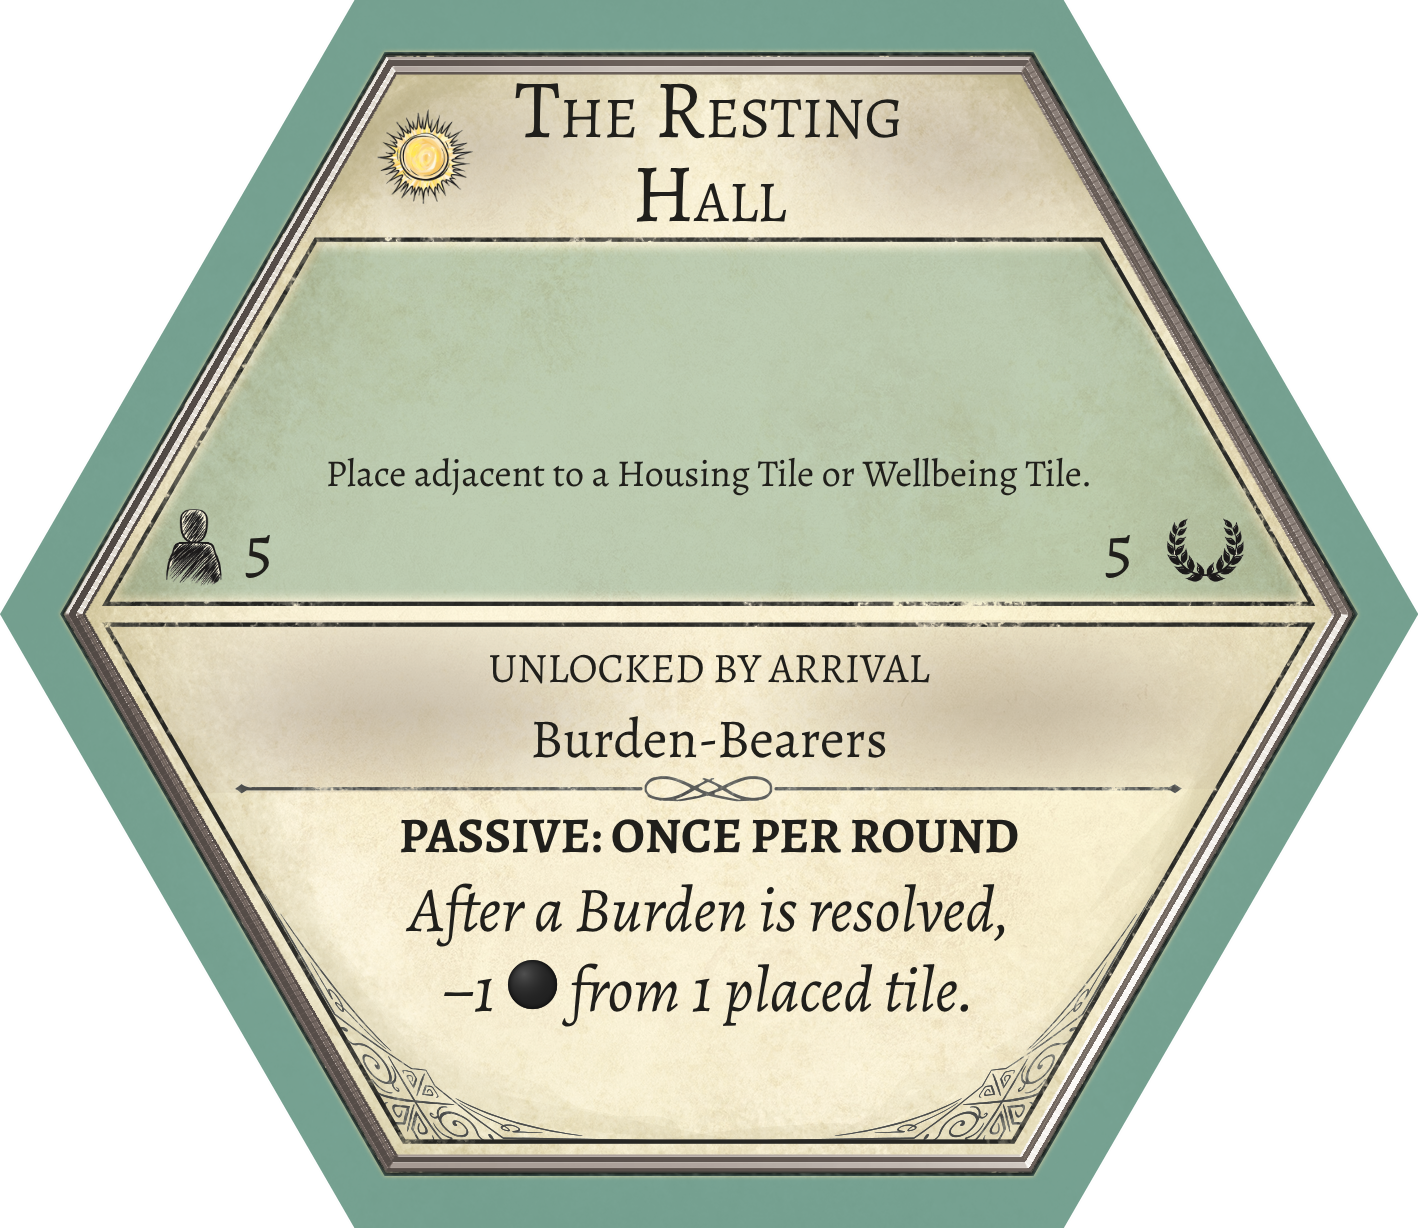 The Resting
Hall
Place adjacent to a Housing Tile or Wellbeing Tile.
5
5
UNLOCKED BY ARRIVAL
Burden-Bearers
PASSIVE: ONCE PER ROUND
After a Burden is resolved,
–1 from 1 placed tile.